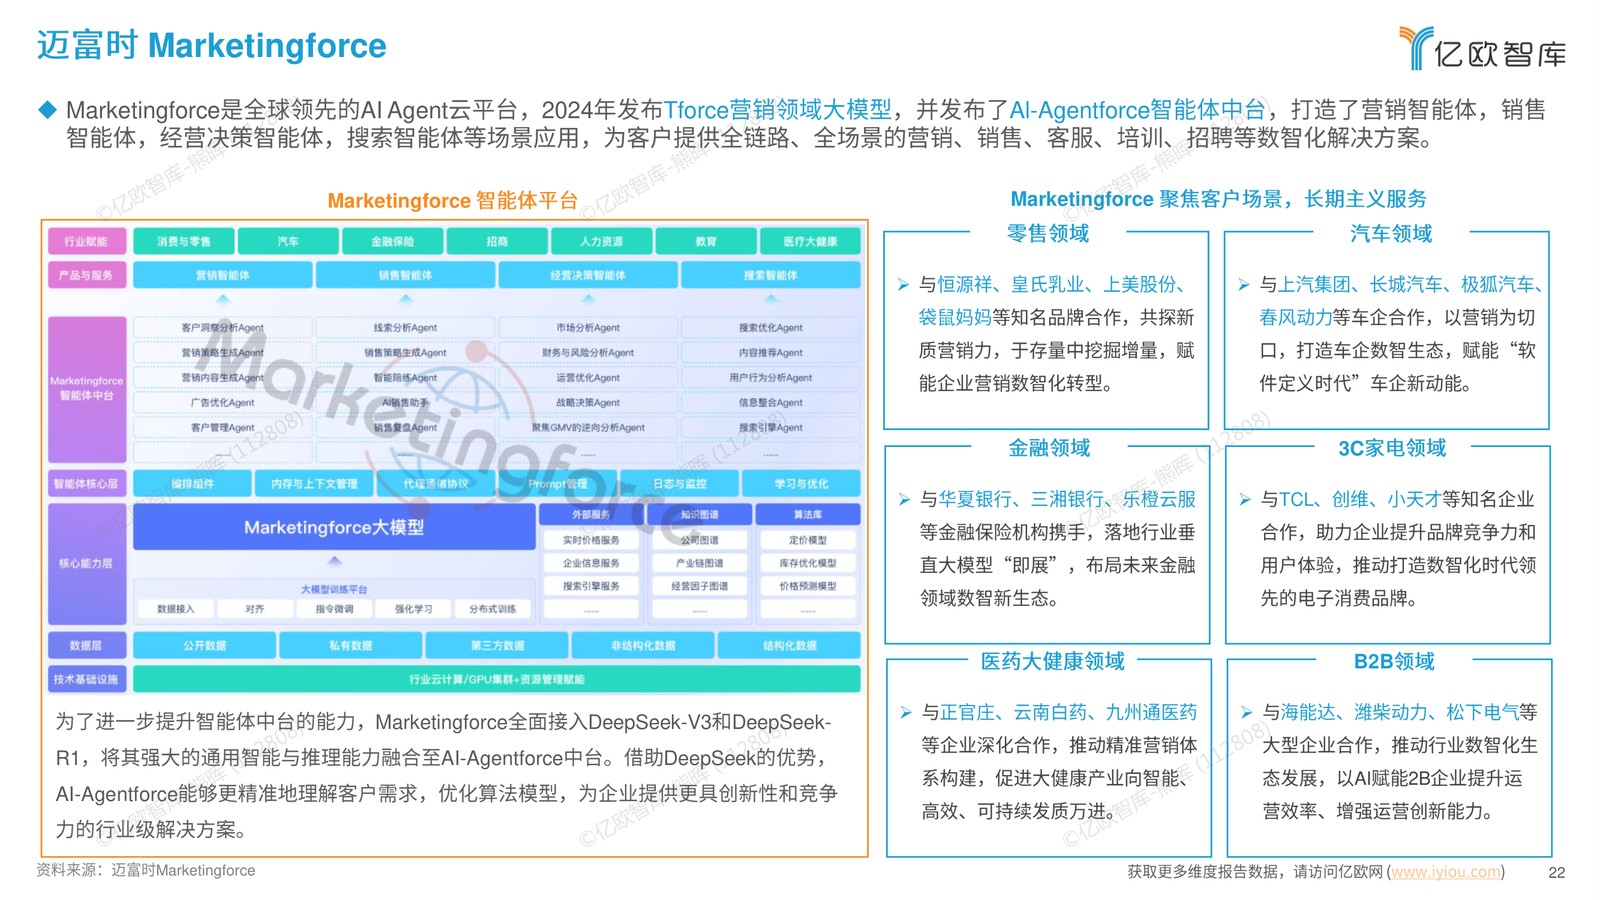 迈富时 Marketingforce
亿欧智库
◆ Marketingforce是全球领先的AI Agent云平台，2024年发布Tforce营销领域大模型，并发布了AI-Agentforce智能体中台，打造了营销智能体，销售
智能体，经营决策智能体，搜索智能体等场景应用，为客户提供全链路、全场景的营销、销售、客服、培训、招聘等数智化解决方案。
Marketingforce 智能体平台
行业赋能 消费与零售 汽车 金融保险 招商 人力资源 教育 医疗大健康
产品与服务 营销智能体 销售智能体 经营决策智能体 搜索智能体
Marketingforce
智能体中台
客户洞察分析Agent 线索分析Agent 市场分析Agent 搜索优化Agent
营销策略生成Agent 销售策略生成Agent 财务与风险分析Agent 内容推荐Agent
营销内容生成Agent 智能陪练Agent 运营优化Agent 用户行为分析Agent
广告优化Agent AI销售助手 战略决策Agent 信息整合Agent
客户管理Agent 销售复盘Agent 聚焦GMV的逆向分析Agent 搜索引擎Agent
...... ...... ...... ......
智能体核心层 编排组件 内存与上下文管理 代理通信协议 Prompt管理 日志与监控 学习与优化
核心能力层
Marketingforce大模型
大模型训练平台
数据接入 对齐 指令微调 强化学习 分布式训练
外部服务 知识图谱 算法库
实时价格服务 公司图谱 定价模型
企业信息服务 产业链图谱 库存优化模型
搜索引擎服务 经营因子图谱 价格预测模型
...... ...... ......
数据层 公开数据 私有数据 第三方数据 非结构化数据 结构化数据
技术基础设施 行业云计算/GPU集群+资源管理赋能
Marketingforce
为了进一步提升智能体中台的能力，Marketingforce全面接入DeepSeek-V3和DeepSeek-
R1，将其强大的通用智能与推理能力融合至AI-Agentforce中台。借助DeepSeek的优势，
AI-Agentforce能够更精准地理解客户需求，优化算法模型，为企业提供更具创新性和竞争
力的行业级解决方案。
Marketingforce 聚焦客户场景，长期主义服务
零售领域
➢ 与恒源祥、皇氏乳业、上美股份、
袋鼠妈妈等知名品牌合作，共探新
质营销力，于存量中挖掘增量，赋
能企业营销数智化转型。
汽车领域
➢ 与上汽集团、长城汽车、极狐汽车、
春风动力等车企合作，以营销为切
口，打造车企数智生态，赋能“软
件定义时代”车企新动能。
金融领域
➢ 与华夏银行、三湘银行、乐橙云服
等金融保险机构携手，落地行业垂
直大模型“即展”，布局未来金融
领域数智新生态。
3C家电领域
➢ 与TCL、创维、小天才等知名企业
合作，助力企业提升品牌竞争力和
用户体验，推动打造数智化时代领
先的电子消费品牌。
医药大健康领域
➢ 与正官庄、云南白药、九州通医药
等企业深化合作，推动精准营销体
系构建，促进大健康产业向智能、
高效、可持续发质万进。
B2B领域
➢ 与海能达、潍柴动力、松下电气等
大型企业合作，推动行业数智化生
态发展，以AI赋能2B企业提升运
营效率、增强运营创新能力。
©亿欧智库-熊晖 (112808)
©亿欧智库-熊晖 (112808)
©亿欧智库-熊晖 (112808)
©亿欧智库-熊晖 (112808)
©亿欧智库-熊晖 (112808)
©亿欧智库-熊晖 (112808)
©亿欧智库-熊晖 (112808)
©亿欧智库-熊晖 (112808)
资料来源：迈富时Marketingforce
获取更多维度报告数据，请访问亿欧网 (www.iyiou.com)
22